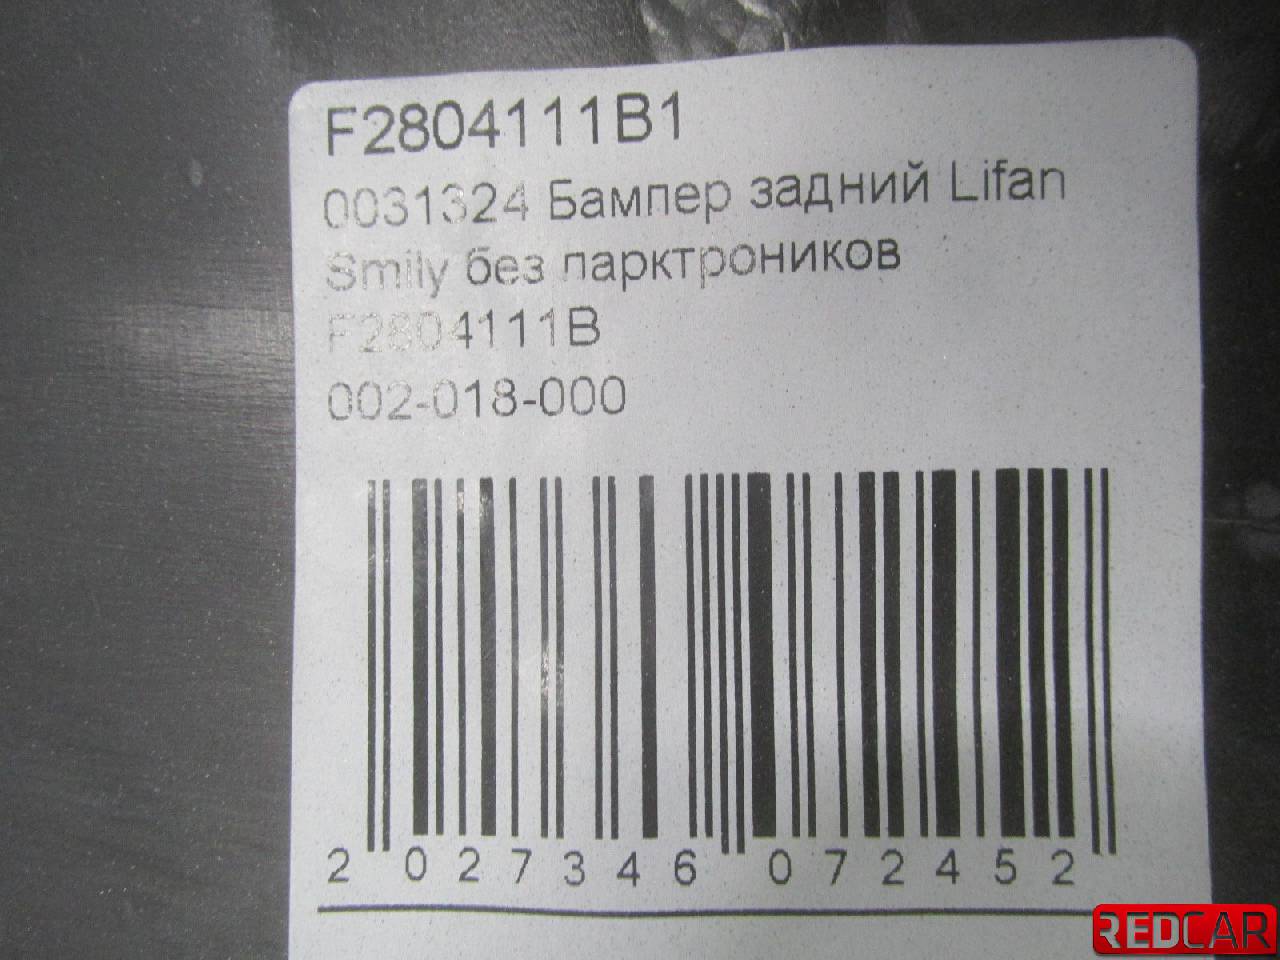 F2804111B1
0031324 Бампер задний Lifan
Smily без парктроников
F2804111B
002-018-000
2 027346 072452
REDCAR